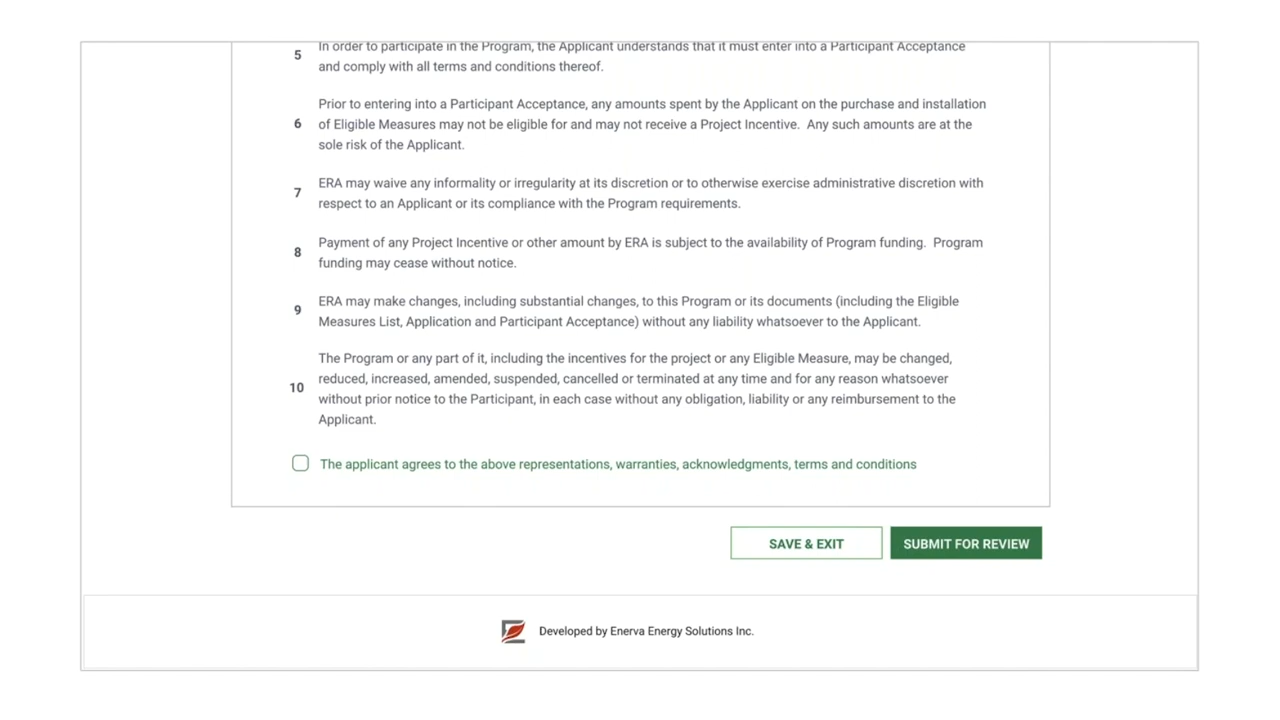 In order to participate in the Program, the Applicant understands that it must enter into a Participant Acceptance
5
and comply with all terms and conditions thereof.
Prior to entering into a Participant Acceptance, any amounts spent by the Applicant on the purchase and installation
6 of Eligible Measures may not be eligible for and may not receive a Project Incentive.  Any such amounts are at the
sole risk of the Applicant.
ERA may waive any informality or irregularity at its discretion or to otherwise exercise administrative discretion with
7
respect to an Applicant or its compliance with the Program requirements.
Payment of any Project Incentive or other amount by ERA is subject to the availability of Program funding.  Program
8
funding may cease without notice.
ERA may make changes, including substantial changes, to this Program or its documents (including the Eligible
9
Measures List, Application and Participant Acceptance) without any liability whatsoever to the Applicant.
The Program or any part of it, including the incentives for the project or any Eligible Measure, may be changed,
reduced, increased, amended, suspended, cancelled or terminated at any time and for any reason whatsoever
10
without prior notice to the Participant, in each case without any obligation, liability or any reimbursement to the
Applicant.
The applicant agrees to the above representations, warranties, acknowledgments, terms and conditions
SAVE & EXIT
SUBMIT FOR REVIEW
Developed by Enerva Energy Solutions Inc.